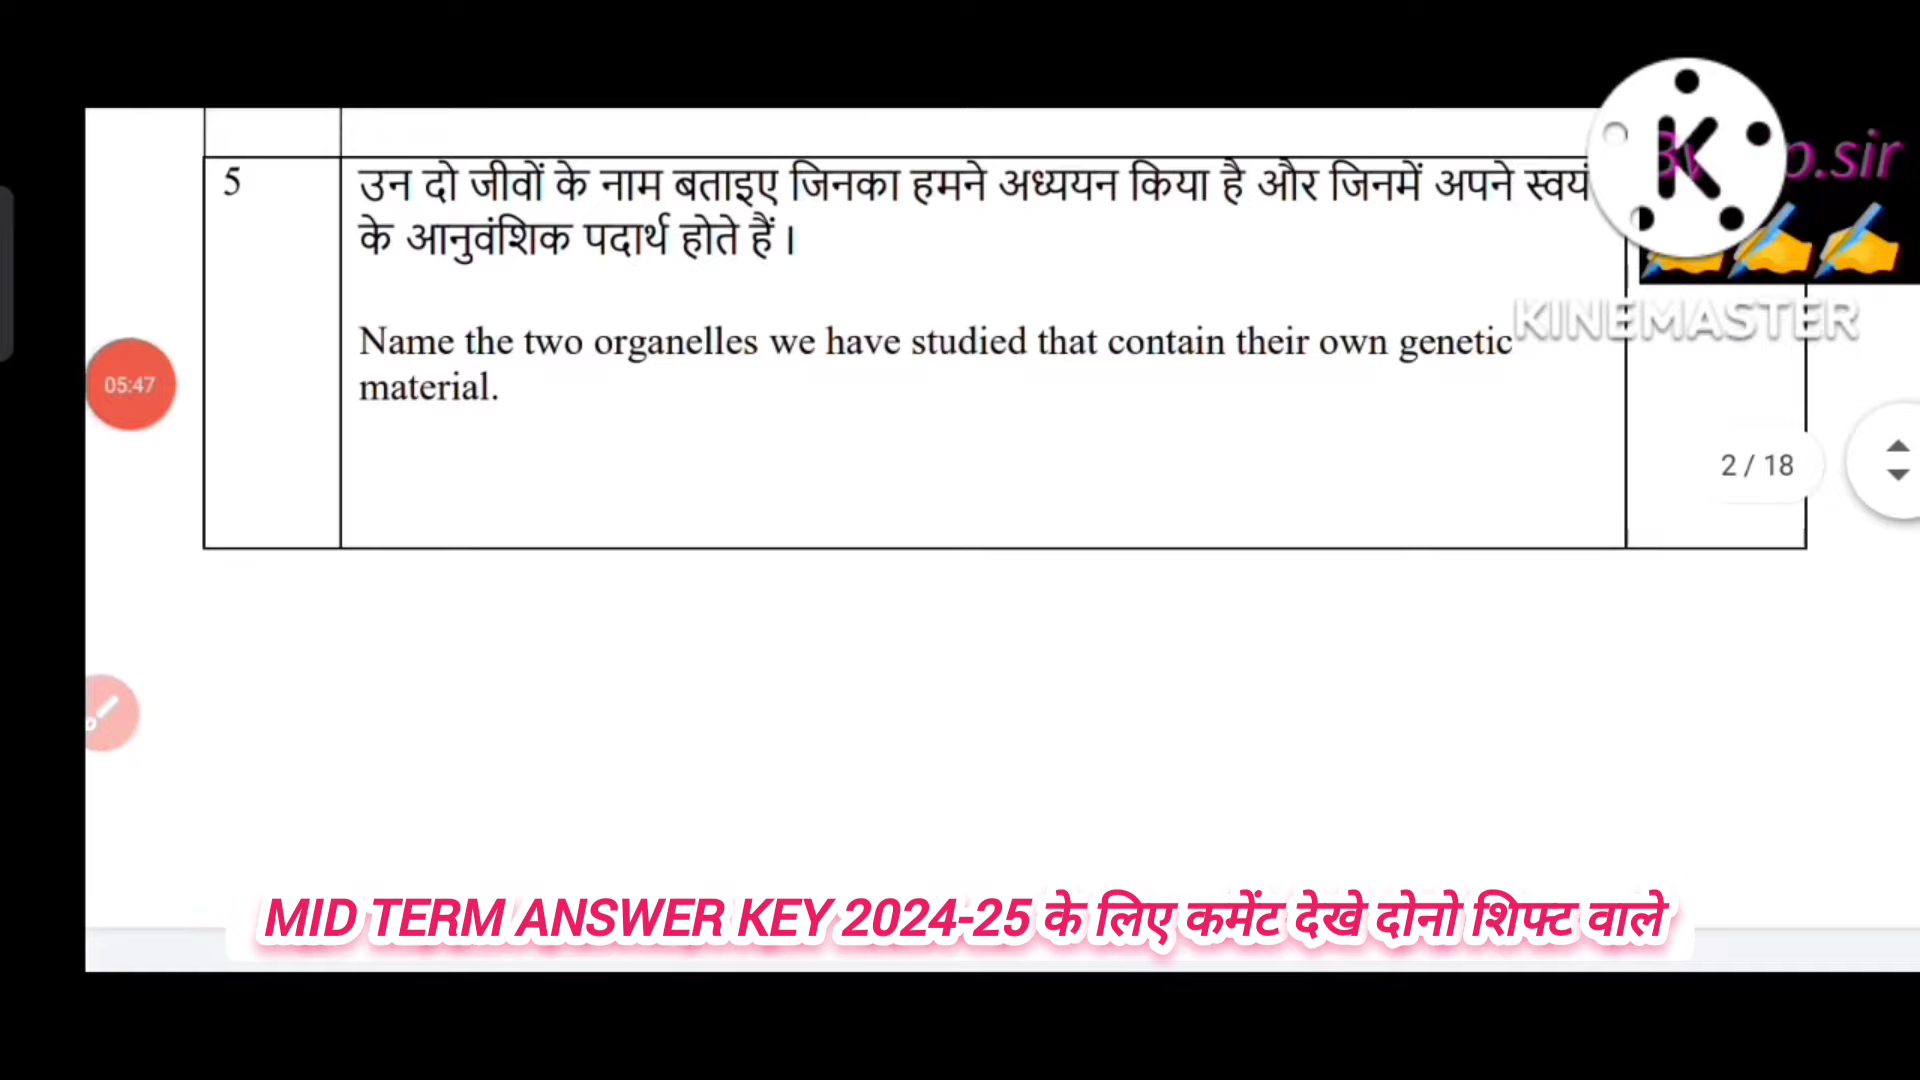 5
उन दो जीवों के नाम बताइए जिनका हमने अध्ययन किया है और जिनमें अपने स्वयं
के आनुवंशिक पदार्थ होते हैं ।
Name the two organelles we have studied that contain their own genetic
material.
K
p.sir
KINEMASTER
05:47
2 / 18
MID TERM ANSWER KEY 2024-25 के लिए कमेंट देखे दोनो शिफ्ट वाले